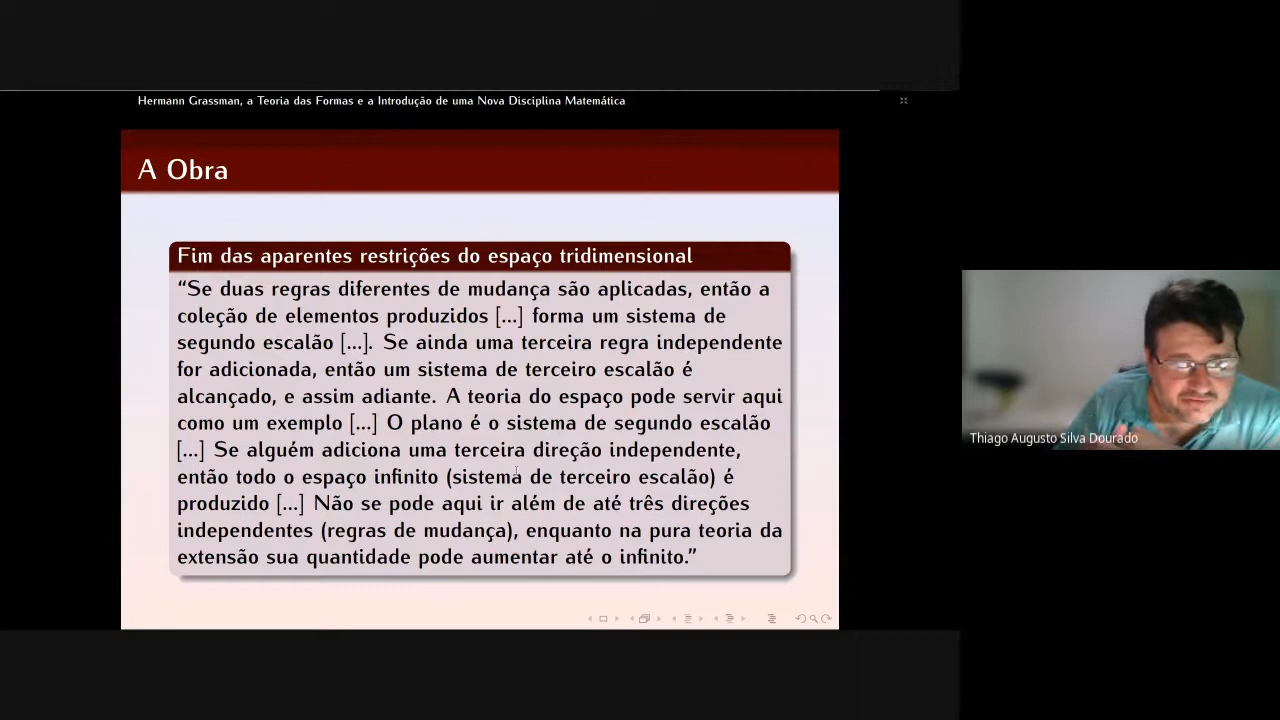 Hermann Grassman, a Teoria das Formas e a Introdução de uma Nova Disciplina Matemática
A Obra
Fim das aparentes restrições do espaço tridimensional
“Se duas regras diferentes de mudança são aplicadas, então a
coleção de elementos produzidos [...] forma um sistema de
segundo escalão [...]. Se ainda uma terceira regra independente
for adicionada, então um sistema de terceiro escalão é
alcançado, e assim adiante. A teoria do espaço pode servir aqui
como um exemplo [...] O plano é o sistema de segundo escalão
[...] Se alguém adiciona uma terceira direção independente,
então todo o espaço infinito (sistema de terceiro escalão) é
produzido [...] Não se pode aqui ir além de até três direções
independentes (regras de mudança), enquanto na pura teoria da
extensão sua quantidade pode aumentar até o infinito.”
Thiago Augusto Silva Dourado